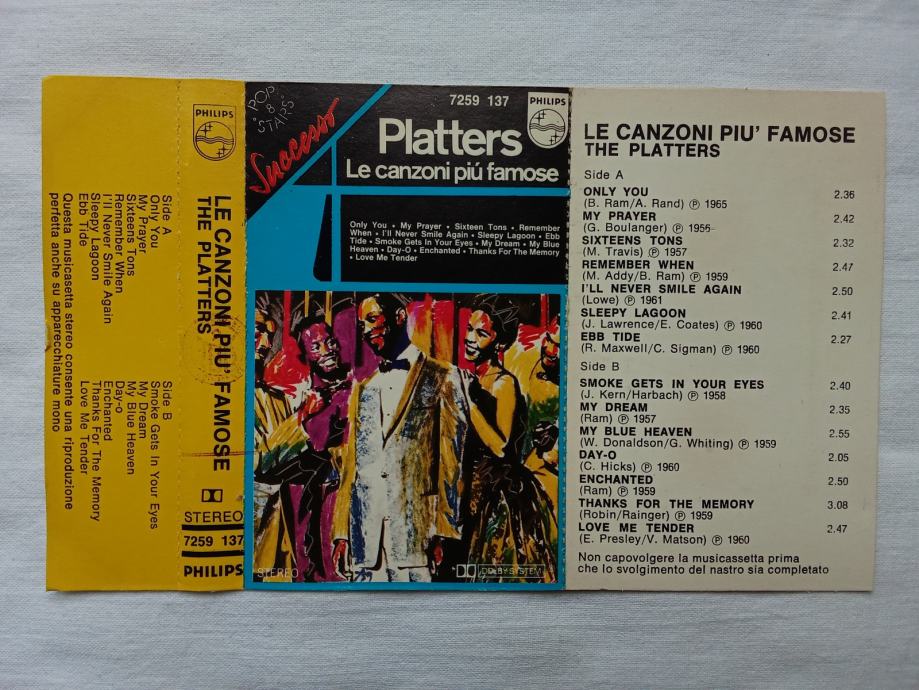 Side A
Only You
My Prayer
Sixteen Tons
Remember When
I'll Never Smile Again
Sleepy Lagoon
Ebb Tide
Side B
Smoke Gets In Your Eyes
My Dream
My Blue Heaven
Day-o
Enchanted
Thanks For The Memory
Love Me Tender
Questa musicasetta stereo consente una riproduzione
perfetta anche su apparecchiature mono
PHILIPS
LE CANZONI PIU' FAMOSE
THE PLATTERS
STEREO
7259 137
PHILIPS
POP
8
STARS
Successo
7259 137
PHILIPS
Platters
Le canzoni piú famose
Only You • My Prayer • Sixteen Tons • Remember
When • I'll Never Smile Again • Sleepy Lagoon • Ebb
Tide • Smoke Gets In Your Eyes • My Dream • My Blue
Heaven • Day-O • Enchanted • Thanks For The Memory
• Love Me Tender
STEREO
DOLBY SYSTEM
LE CANZONI PIU' FAMOSE
THE PLATTERS
Side A
ONLY YOU 2.36
(B. Ram/A. Rand) ℗ 1965
MY PRAYER 2.42
(G. Boulanger) ℗ 1956
SIXTEENS TONS 2.32
(M. Travis) ℗ 1957
REMEMBER WHEN 2.47
(M. Addy/B. Ram) ℗ 1959
I'LL NEVER SMILE AGAIN 2.50
(Lowe) ℗ 1961
SLEEPY LAGOON 2.41
(J. Lawrence/E. Coates) ℗ 1960
EBB TIDE 2.27
(R. Maxwell/C. Sigman) ℗ 1960
Side B
SMOKE GETS IN YOUR EYES 2.40
(J. Kern/Harbach) ℗ 1958
MY DREAM 2.35
(Ram) ℗ 1957
MY BLUE HEAVEN 2.55
(W. Donaldson/G. Whiting) ℗ 1959
DAY-O 2.05
(C. Hicks) ℗ 1960
ENCHANTED 2.50
(Ram) ℗ 1959
THANKS FOR THE MEMORY 3.08
(Robin/Rainger) ℗ 1959
LOVE ME TENDER 2.47
(E. Presley/V. Matson) ℗ 1960
Non capovolgere la musicassetta prima
che lo svolgimento del nastro sia completato